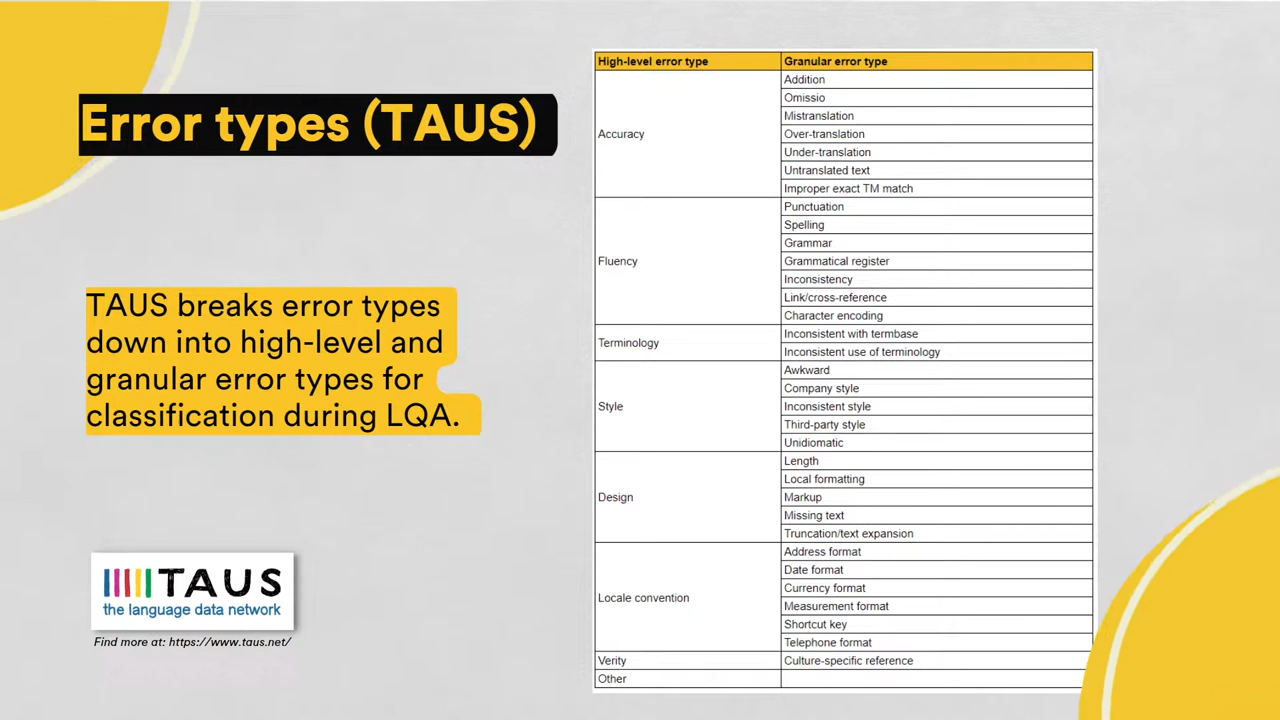 Error types (TAUS)
TAUS breaks error types
down into high-level and
granular error types for
classification during LQA.
TAUS
the language data network
Find more at: https://www.taus.net/
High-level error type Granular error type
Accuracy
Addition
Omissio
Mistranslation
Over-translation
Under-translation
Untranslated text
Improper exact TM match
Fluency
Punctuation
Spelling
Grammar
Grammatical register
Inconsistency
Link/cross-reference
Character encoding
Terminology
Inconsistent with termbase
Inconsistent use of terminology
Style
Awkward
Company style
Inconsistent style
Third-party style
Unidiomatic
Design
Length
Local formatting
Markup
Missing text
Truncation/text expansion
Locale convention
Address format
Date format
Currency format
Measurement format
Shortcut key
Telephone format
Verity Culture-specific reference
Other